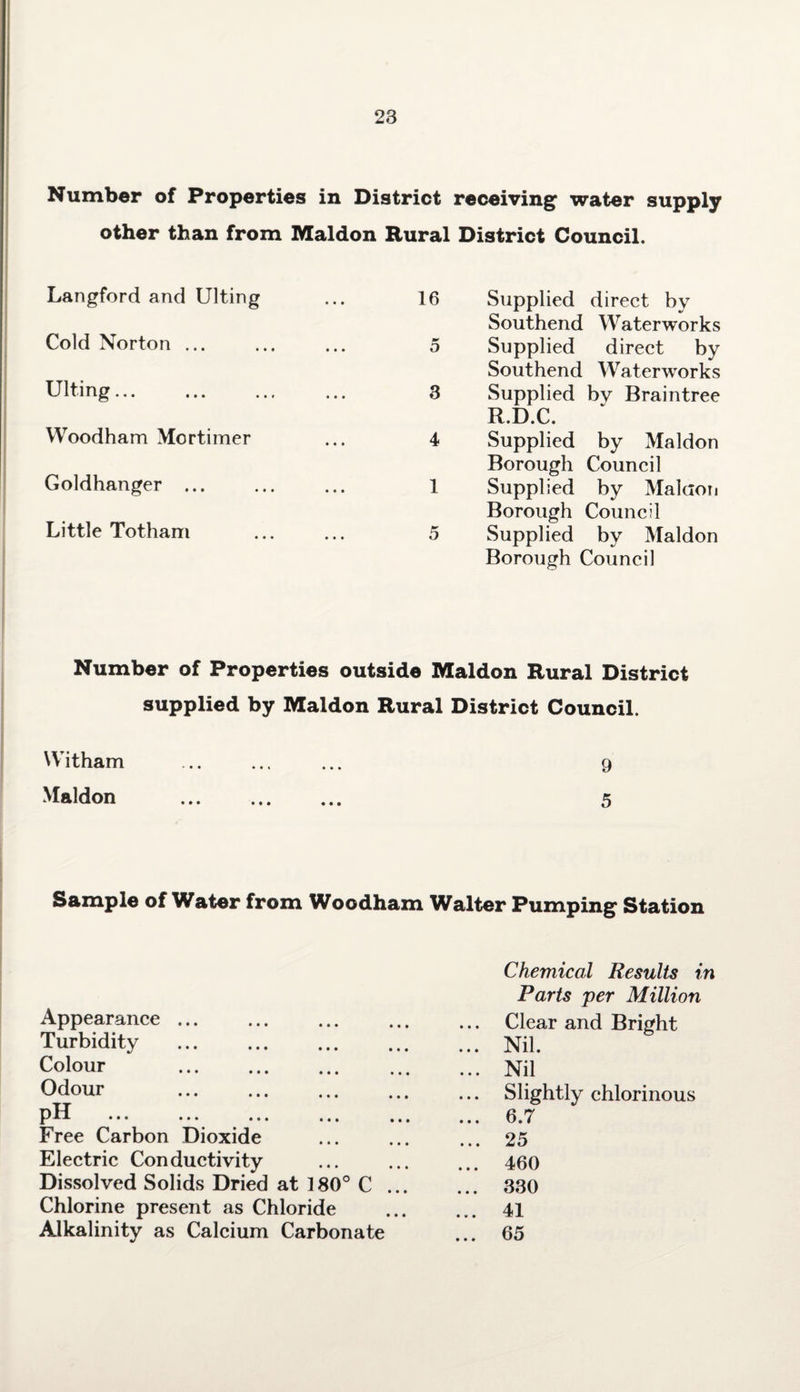 23
Number of Properties in District receiving water supply
other than from Maldon Rural District Council.
Langford and Ulting ... 16 Supplied direct by
Southend Waterworks
Cold Norton ... ... ... 5 Supplied direct by
Southend Waterworks
Ulting... ... ... ... 3 Supplied by Braintree
R.D.C.
Woodham Mortimer ... 4 Supplied by Maldon
Borough Council
Goldhanger ... ... ... 1 Supplied by Maldon
Borough Council
Little Totham ... ... 5 Supplied by Maldon
Borough Council
Number of Properties outside Maldon Rural District
supplied by Maldon Rural District Council.
Witham ... ... ... 9
Maldon ... ... ... 5
Sample of Water from Woodham Walter Pumping Station
Chemical Results in
Parts per Million
Appearance ... ... ... ... ... Clear and Bright
Turbidity ... ... ... ... ... Nil.
Colour ... ... ... ... ... Nil
Odour ... ... ... ... ... Slightly chlorinous
pH ... ... ... ... ... ... 6.7
Free Carbon Dioxide ... ... ... 25
Electric Conductivity ... ... ... 460
Dissolved Solids Dried at 180° C ... ... 330
Chlorine present as Chloride ... ... 41
Alkalinity as Calcium Carbonate ... 65